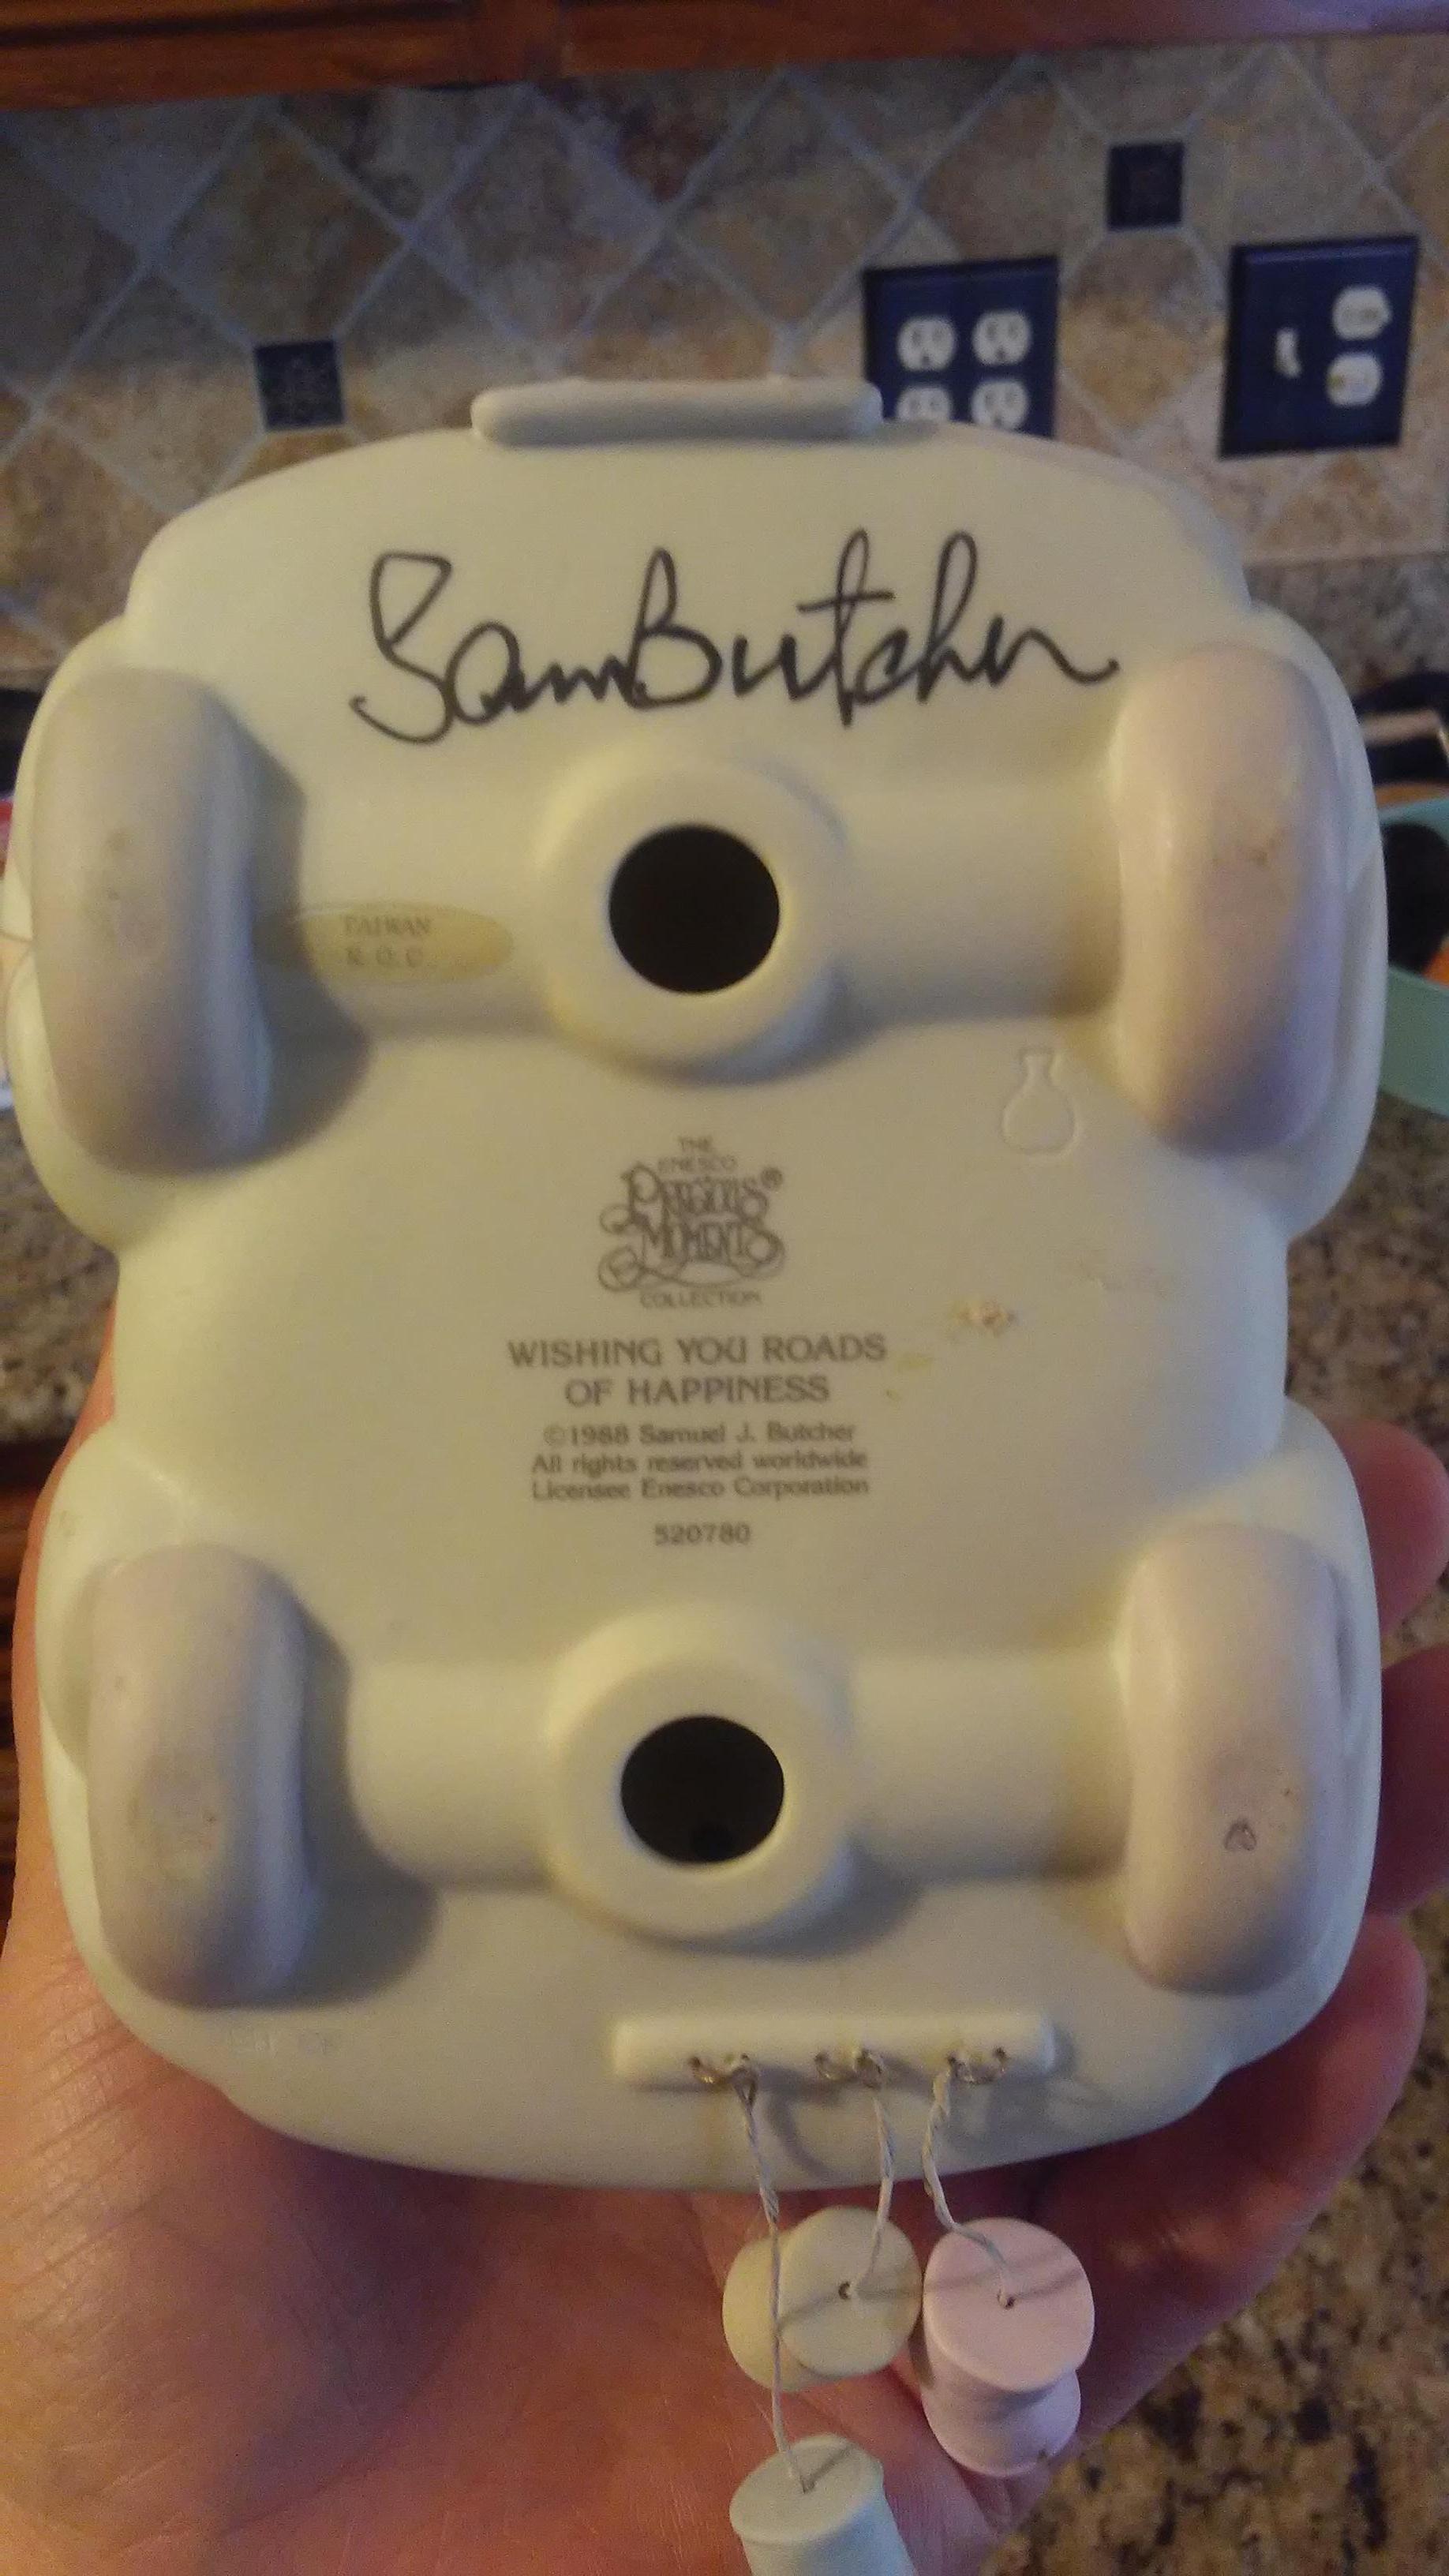 Sam Butcher
TAIWAN
R.O.C.
THE
ENESCO
PRECIOUS®
MOMENTS
COLLECTION
WISHING YOU ROADS
OF HAPPINESS
©1988 Samuel J. Butcher
All rights reserved worldwide
Licensee Enesco Corporation
520780